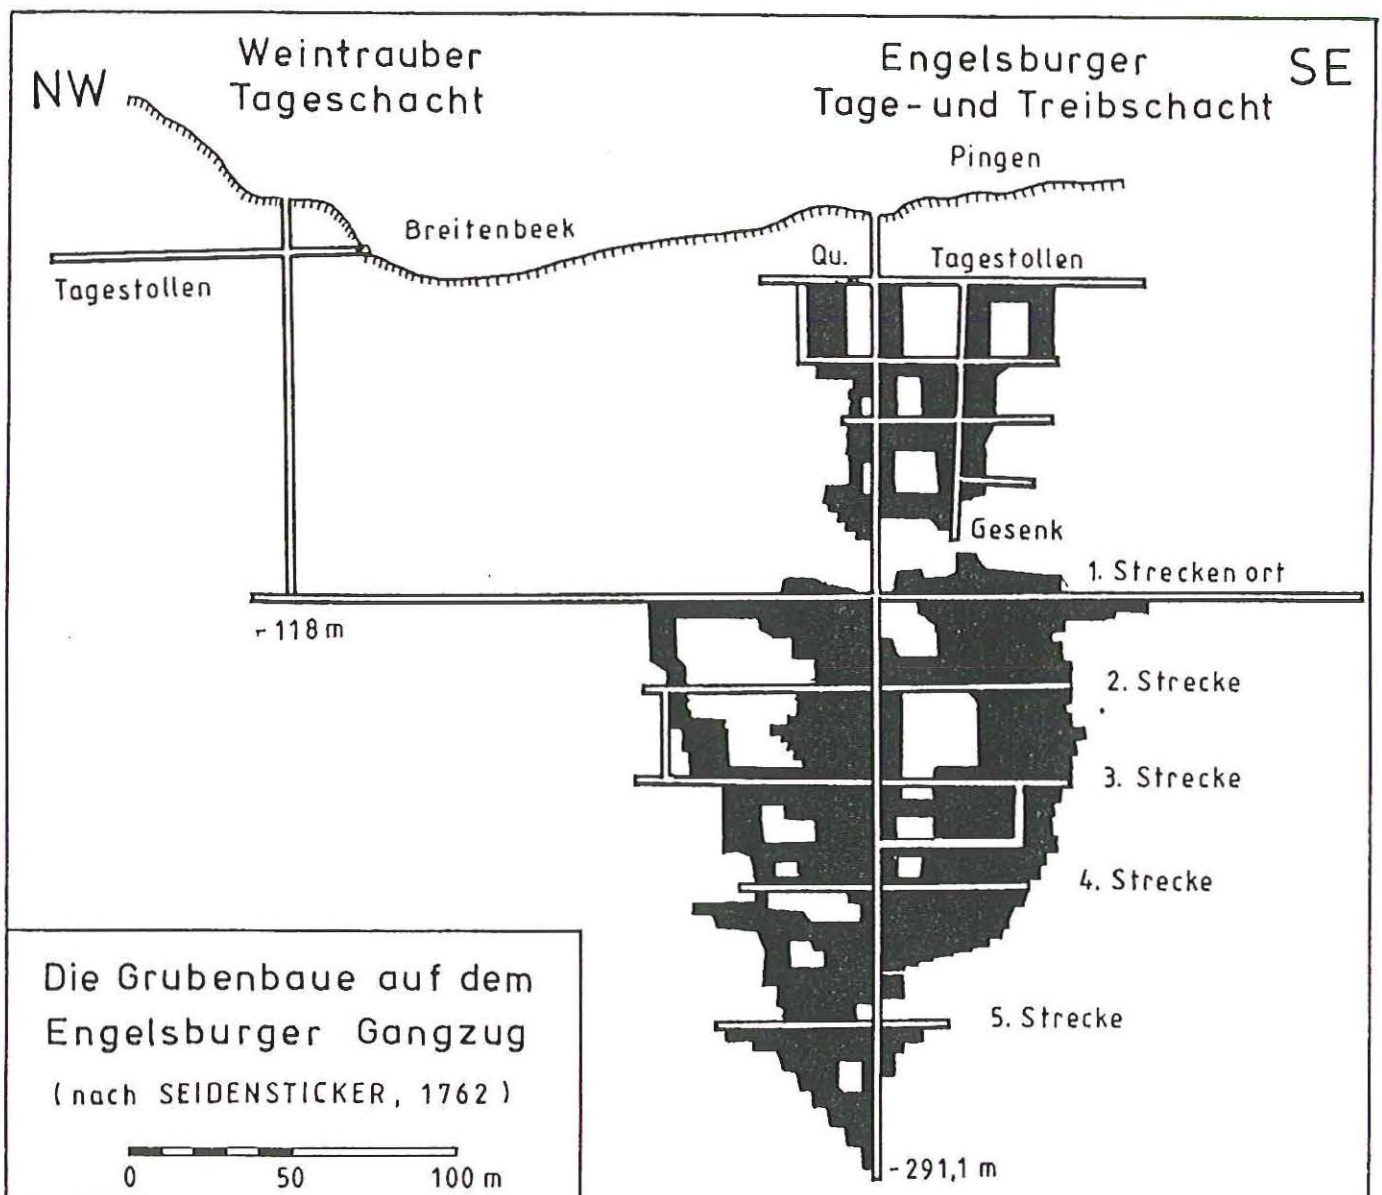 NW
Weintrauber
Tageschacht
Engelsburger
Tage- und Treibschacht
SE
Pingen
Breitenbeek
Qu.
Tagestollen
Tagestollen
Gesenk
1. Streckenort
-118 m
2. Strecke
3. Strecke
4. Strecke
5. Strecke
-291,1 m
Die Grubenbaue auf dem
Engelsburger Gangzug
(nach SEIDENSTICKER, 1762)
0 50 100 m